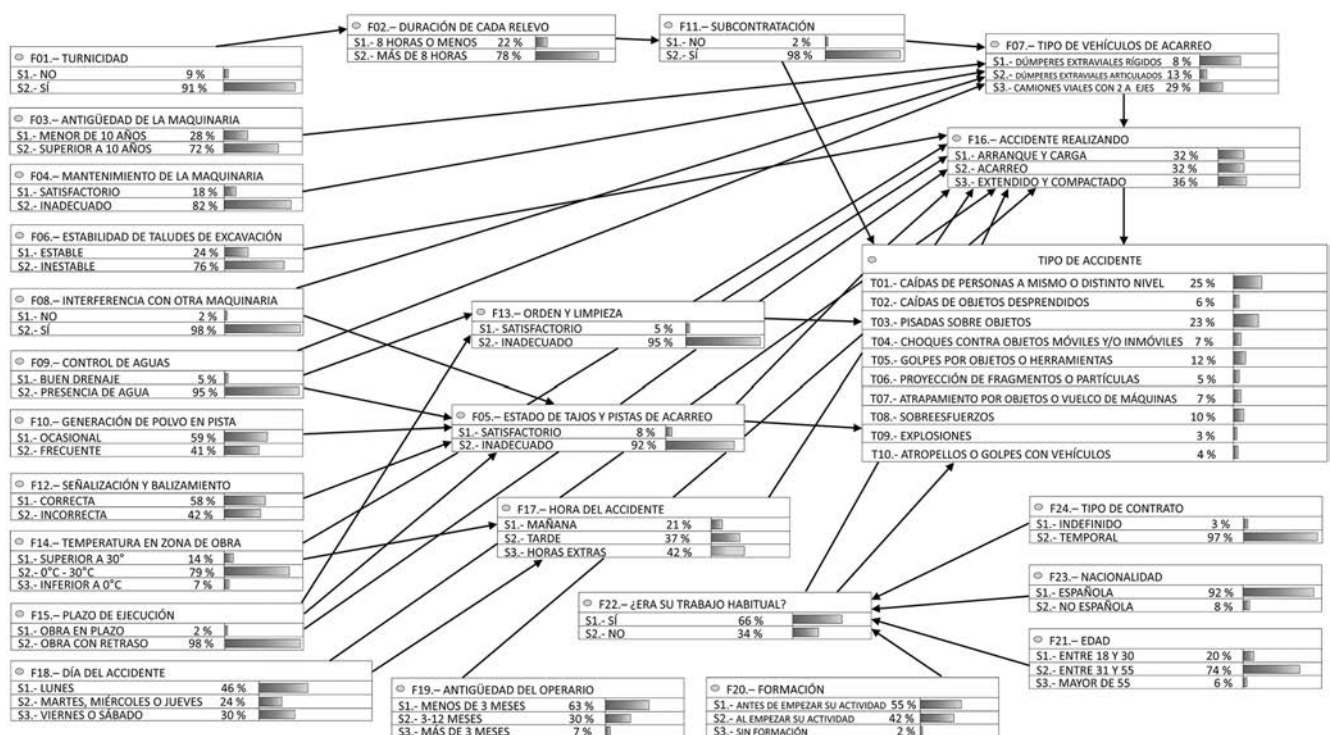 F02.– DURACIÓN DE CADA RELEVO
S1.- 8 HORAS O MENOS 22 %
S2.- MÁS DE 8 HORAS 78 %
F11.– SUBCONTRATACIÓN
S1.- NO 2 %
S2.- SÍ 98 %
F07.– TIPO DE VEHÍCULOS DE ACARREO
S1.- DÚMPERES EXTRAVIALES RÍGIDOS 8 %
S2.- DÚMPERES EXTRAVIALES ARTICULADOS 13 %
S3.- CAMIONES VIALES CON 2 A EJES 29 %
F01.– TURNICIDAD
S1.- NO 9 %
S2.- SÍ 91 %
F03.– ANTIGÜEDAD DE LA MAQUINARIA
S1.- MENOR DE 10 AÑOS 28 %
S2.- SUPERIOR A 10 AÑOS 72 %
F16.– ACCIDENTE REALIZANDO
S1.- ARRANQUE Y CARGA 32 %
S2.- ACARREO 32 %
S3.- EXTENDIDO Y COMPACTADO 36 %
F04.– MANTENIMIENTO DE LA MAQUINARIA
S1.- SATISFACTORIO 18 %
S2.- INADECUADO 82 %
F06.– ESTABILIDAD DE TALUDES DE EXCAVACIÓN
S1.- ESTABLE 24 %
S2.- INESTABLE 76 %
TIPO DE ACCIDENTE
T01.- CAÍDAS DE PERSONAS A MISMO O DISTINTO NIVEL 25 %
T02.- CAÍDAS DE OBJETOS DESPRENDIDOS 6 %
T03.- PISADAS SOBRE OBJETOS 23 %
T04.- CHOQUES CONTRA OBJETOS MÓVILES Y/O INMÓVILES 7 %
T05.- GOLPES POR OBJETOS O HERRAMIENTAS 12 %
T06.- PROYECCIÓN DE FRAGMENTOS O PARTÍCULAS 5 %
T07.- ATRAPAMIENTO POR OBJETOS O VUELCO DE MÁQUINAS 7 %
T08.- SOBREESFUERZOS 10 %
T09.- EXPLOSIONES 3 %
T10.- ATROPELLOS O GOLPES CON VEHÍCULOS 4 %
F08.– INTERFERENCIA CON OTRA MAQUINARIA
S1.- NO 2 %
S2.- SÍ 98 %
F13.– ORDEN Y LIMPIEZA
S1.- SATISFACTORIO 5 %
S2.- INADECUADO 95 %
F09.– CONTROL DE AGUAS
S1.- BUEN DRENAJE 5 %
S2.- PRESENCIA DE AGUA 95 %
F05.– ESTADO DE TAJOS Y PISTAS DE ACARREO
S1.- SATISFACTORIO 8 %
S2.- INADECUADO 92 %
F10.– GENERACIÓN DE POLVO EN PISTA
S1.- OCASIONAL 59 %
S2.- FRECUENTE 41 %
F12.– SEÑALIZACIÓN Y BALIZAMIENTO
S1.- CORRECTA 58 %
S2.- INCORRECTA 42 %
F17.– HORA DEL ACCIDENTE
S1.- MAÑANA 21 %
S2.- TARDE 37 %
S3.- HORAS EXTRAS 42 %
F24.– TIPO DE CONTRATO
S1.- INDEFINIDO 3 %
S2.- TEMPORAL 97 %
F14.– TEMPERATURA EN ZONA DE OBRA
S1.- SUPERIOR A 30° 14 %
S2.- 0°C - 30°C 79 %
S3.- INFERIOR A 0°C 7 %
F23.– NACIONALIDAD
S1.- ESPAÑOLA 92 %
S2.- NO ESPAÑOLA 8 %
F15.– PLAZO DE EJECUCIÓN
S1.- OBRA EN PLAZO 2 %
S2.- OBRA CON RETRASO 98 %
F22.– ¿ERA SU TRABAJO HABITUAL?
S1.- SÍ 66 %
S2.- NO 34 %
F21.– EDAD
S1.- ENTRE 18 Y 30 20 %
S2.- ENTRE 31 Y 55 74 %
S3.- MAYOR DE 55 6 %
F18.– DÍA DEL ACCIDENTE
S1.- LUNES 46 %
S2.- MARTES, MIÉRCOLES O JUEVES 24 %
S3.- VIERNES O SÁBADO 30 %
F19.– ANTIGÜEDAD DEL OPERARIO
S1.- MENOS DE 3 MESES 63 %
S2.- 3-12 MESES 30 %
S3.- MÁS DE 3 MESES 7 %
F20.– FORMACIÓN
S1.- ANTES DE EMPEZAR SU ACTIVIDAD 55 %
S2.- AL EMPEZAR SU ACTIVIDAD 42 %
S3.- SIN FORMACIÓN 2 %